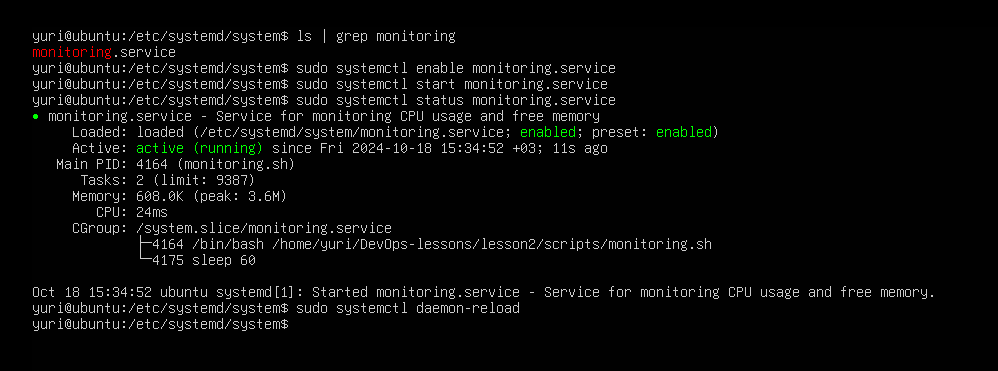 yuri@ubuntu:/etc/systemd/system$ ls | grep monitoring
monitoring.service
yuri@ubuntu:/etc/systemd/system$ sudo systemctl enable monitoring.service
yuri@ubuntu:/etc/systemd/system$ sudo systemctl start monitoring.service
yuri@ubuntu:/etc/systemd/system$ sudo systemctl status monitoring.service
● monitoring.service - Service for monitoring CPU usage and free memory
     Loaded: loaded (/etc/systemd/system/monitoring.service; enabled; preset: enabled)
     Active: active (running) since Fri 2024-10-18 15:34:52 +03; 11s ago
   Main PID: 4164 (monitoring.sh)
      Tasks: 2 (limit: 9387)
     Memory: 608.0K (peak: 3.6M)
        CPU: 24ms
     CGroup: /system.slice/monitoring.service
             ├─4164 /bin/bash /home/yuri/DevOps-lessons/lesson2/scripts/monitoring.sh
             └─4175 sleep 60

Oct 18 15:34:52 ubuntu systemd[1]: Started monitoring.service - Service for monitoring CPU usage and free memory.
yuri@ubuntu:/etc/systemd/system$ sudo systemctl daemon-reload
yuri@ubuntu:/etc/systemd/system$